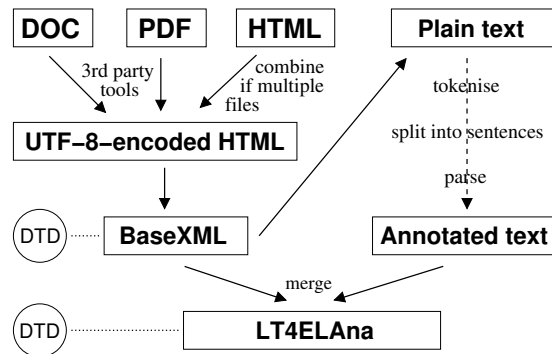 DOC PDF HTML Plain text
3rd party
tools
combine
if multiple
files
tokenise
split into sentences
parse
UTF−8−encoded HTML
DTD BaseXML Annotated text
merge
DTD LT4ELAna